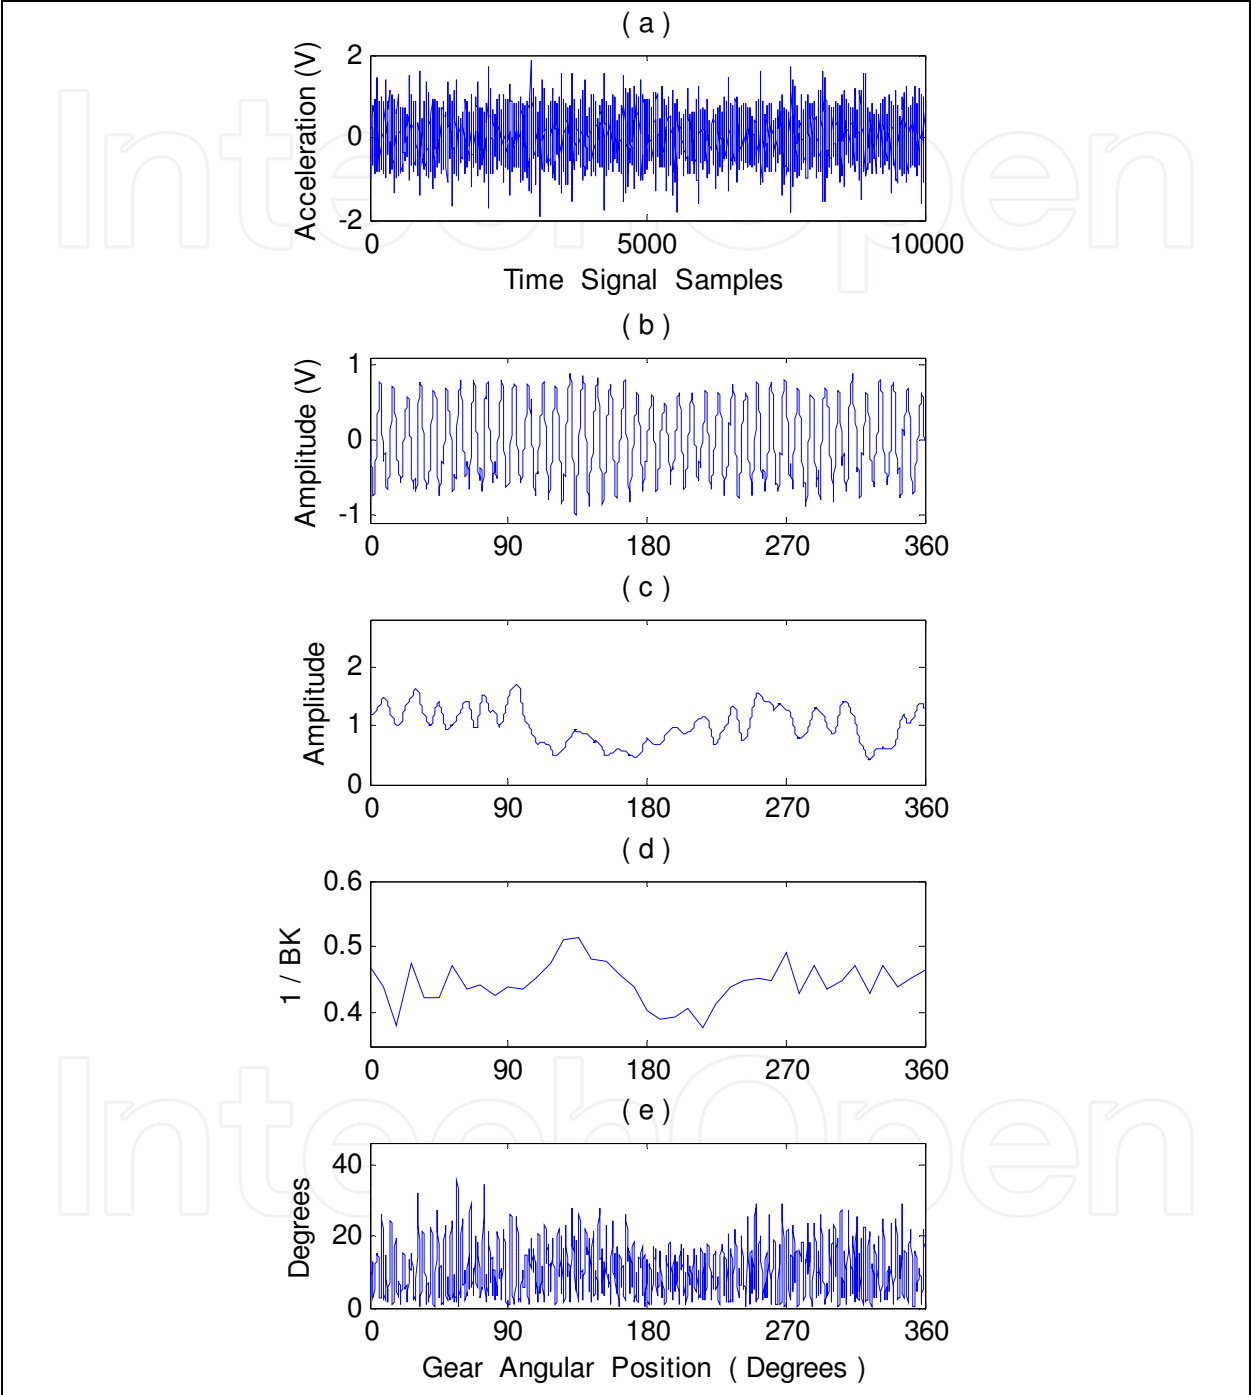 ( a )
Acceleration (V)
2
0
-2
0 5000 10000
Time Signal Samples
( b )
Amplitude (V)
1
0
-1
0 90 180 270 360
( c )
Amplitude
2
1
0
0 90 180 270 360
( d )
1 / BK
0.6
0.5
0.4
0 90 180 270 360
( e )
Degrees
40
20
0
0 90 180 270 360
Gear Angular Position ( Degrees )
IntechOpen
IntechOpen